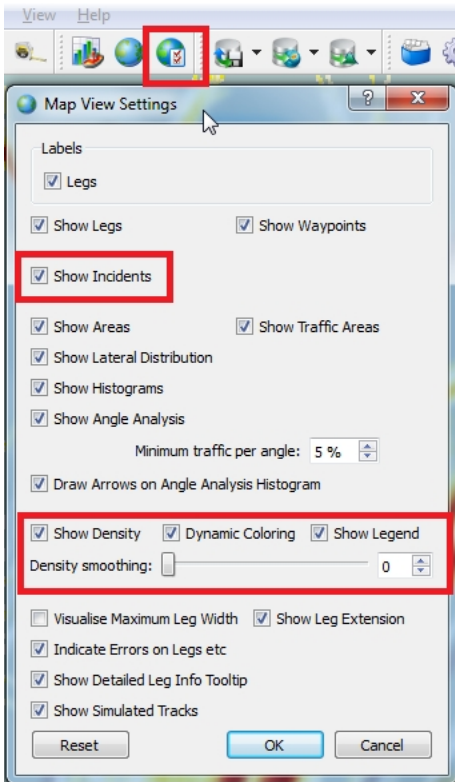 View Help
Map View Settings
?
Labels
Legs
Show Legs Show Waypoints
Show Incidents
Show Areas Show Traffic Areas
Show Lateral Distribution
Show Histograms
Show Angle Analysis
Minimum traffic per angle: 5 %
Draw Arrows on Angle Analysis Histogram
Show Density Dynamic Coloring Show Legend
Density smoothing: 0
Visualise Maximum Leg Width Show Leg Extension
Indicate Errors on Legs etc
Show Detailed Leg Info Tooltip
Show Simulated Tracks
Reset OK Cancel